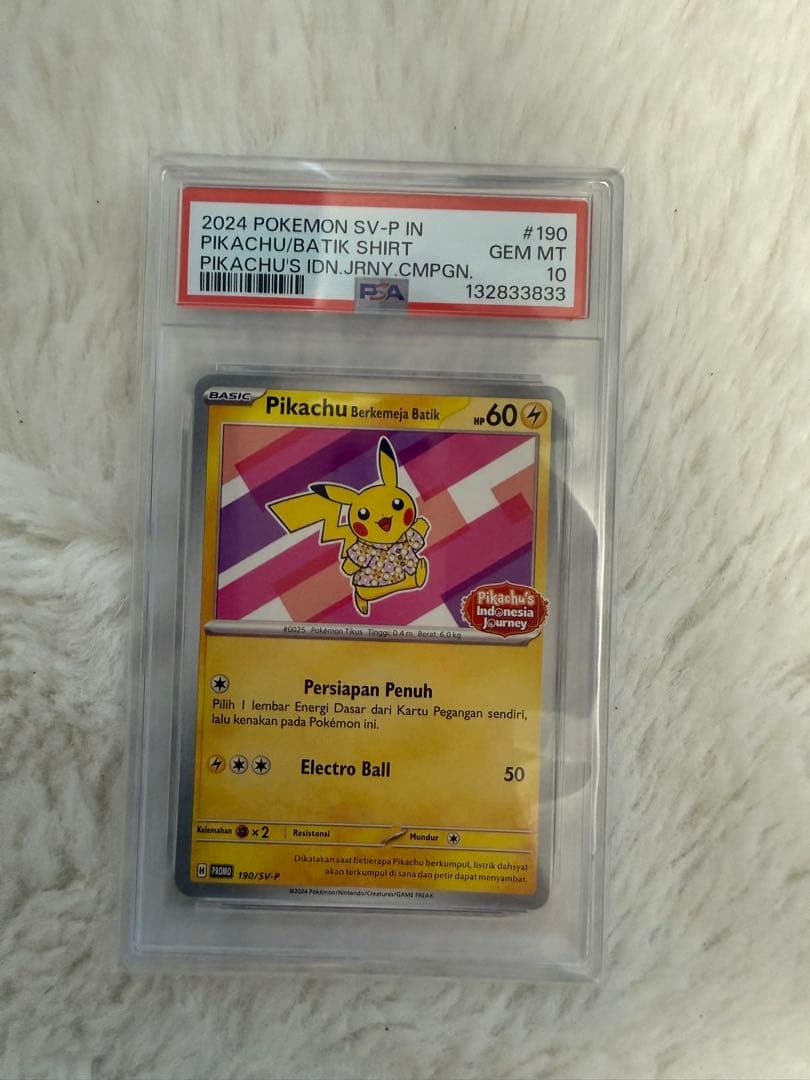 2024 POKEMON SV-P IN #190
PIKACHU/BATIK SHIRT GEM MT
PIKACHU'S IDN.JRNY.CMPGN. 10
PSA 132833833
BASIC Pikachu Berkemeja Batik HP 60
Pikachu's
Indonesia
Journey
#0025 Pokémon Tikus Tinggi: 0.4 m Berat: 6.0 kg
Persiapan Penuh
Pilih 1 lembar Energi Dasar dari Kartu Pegangan sendiri,
lalu kenakan pada Pokémon ini.
Electro Ball 50
Kelemahan ×2 Resistansi Mundur
Dikatakan saat beberapa Pikachu berkumpul, listrik dahsyat
akan terkumpul di sana dan petir dapat menyambar.
H PROMO 190/SV-P
©2024 Pokémon/Nintendo/Creatures/GAME FREAK